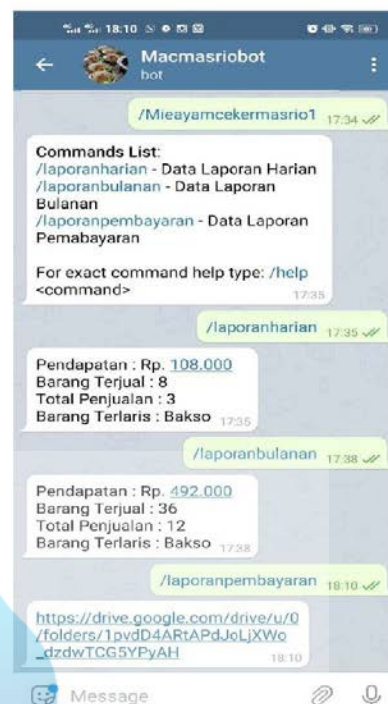 18:10
Macmasriobot
bot
/Mieayamcekermasrio1 17:34
Commands List:
/laporanharian - Data Laporan Harian
/laporanbulanan - Data Laporan
Bulanan
/laporanpembayaran - Data Laporan
Pemabayaran
For exact command help type: /help
<command>
17:35
/laporanharian 17:35
Pendapatan : Rp. 108.000
Barang Terjual : 8
Total Penjualan : 3
Barang Terlaris : Bakso 17:35
/laporanbulanan 17:38
Pendapatan : Rp. 492.000
Barang Terjual : 36
Total Penjualan : 12
Barang Terlaris : Bakso 17:38
/laporanpembayaran 18:10
https://drive.google.com/drive/u/0
/folders/1pvdD4ARtAPdJoLjXWo
_dzdwTCG5YPyAH
18:10
Message